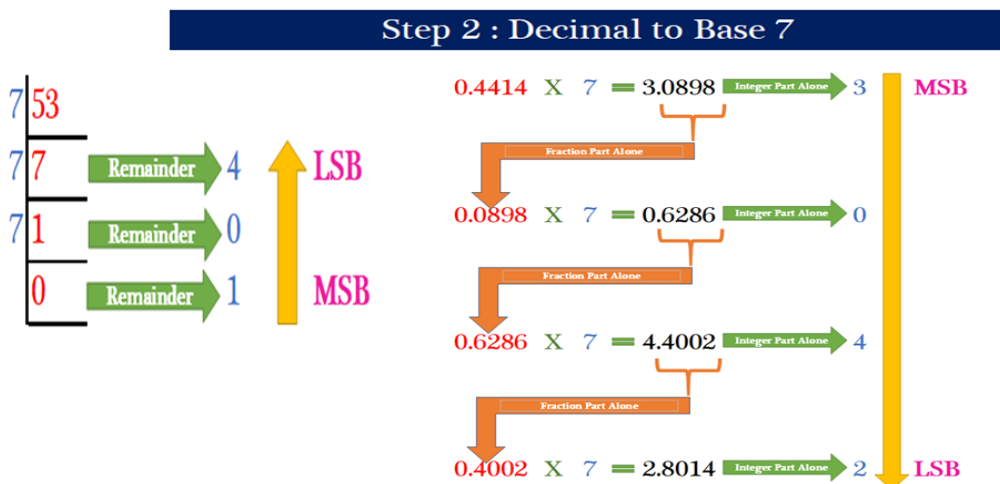 Step 2 : Decimal to Base 7
7 53
7 7 Remainder 4 LSB
7 1 Remainder 0
0 Remainder 1 MSB
0.4414 X 7 = 3.0898 Integer Part Alone 3 MSB
Fraction Part Alone
0.0898 X 7 = 0.6286 Integer Part Alone 0
Fraction Part Alone
0.6286 X 7 = 4.4002 Integer Part Alone 4
Fraction Part Alone
0.4002 X 7 = 2.8014 Integer Part Alone 2 LSB